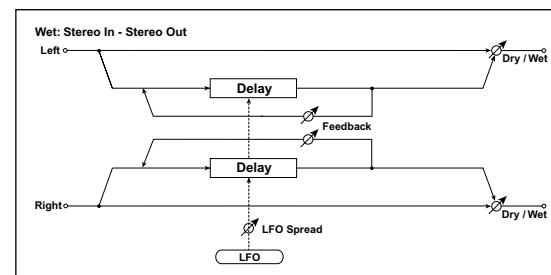 Wet: Stereo In - Stereo Out
Left
Dry / Wet
Delay
Feedback
Delay
Right
Dry / Wet
LFO Spread
LFO